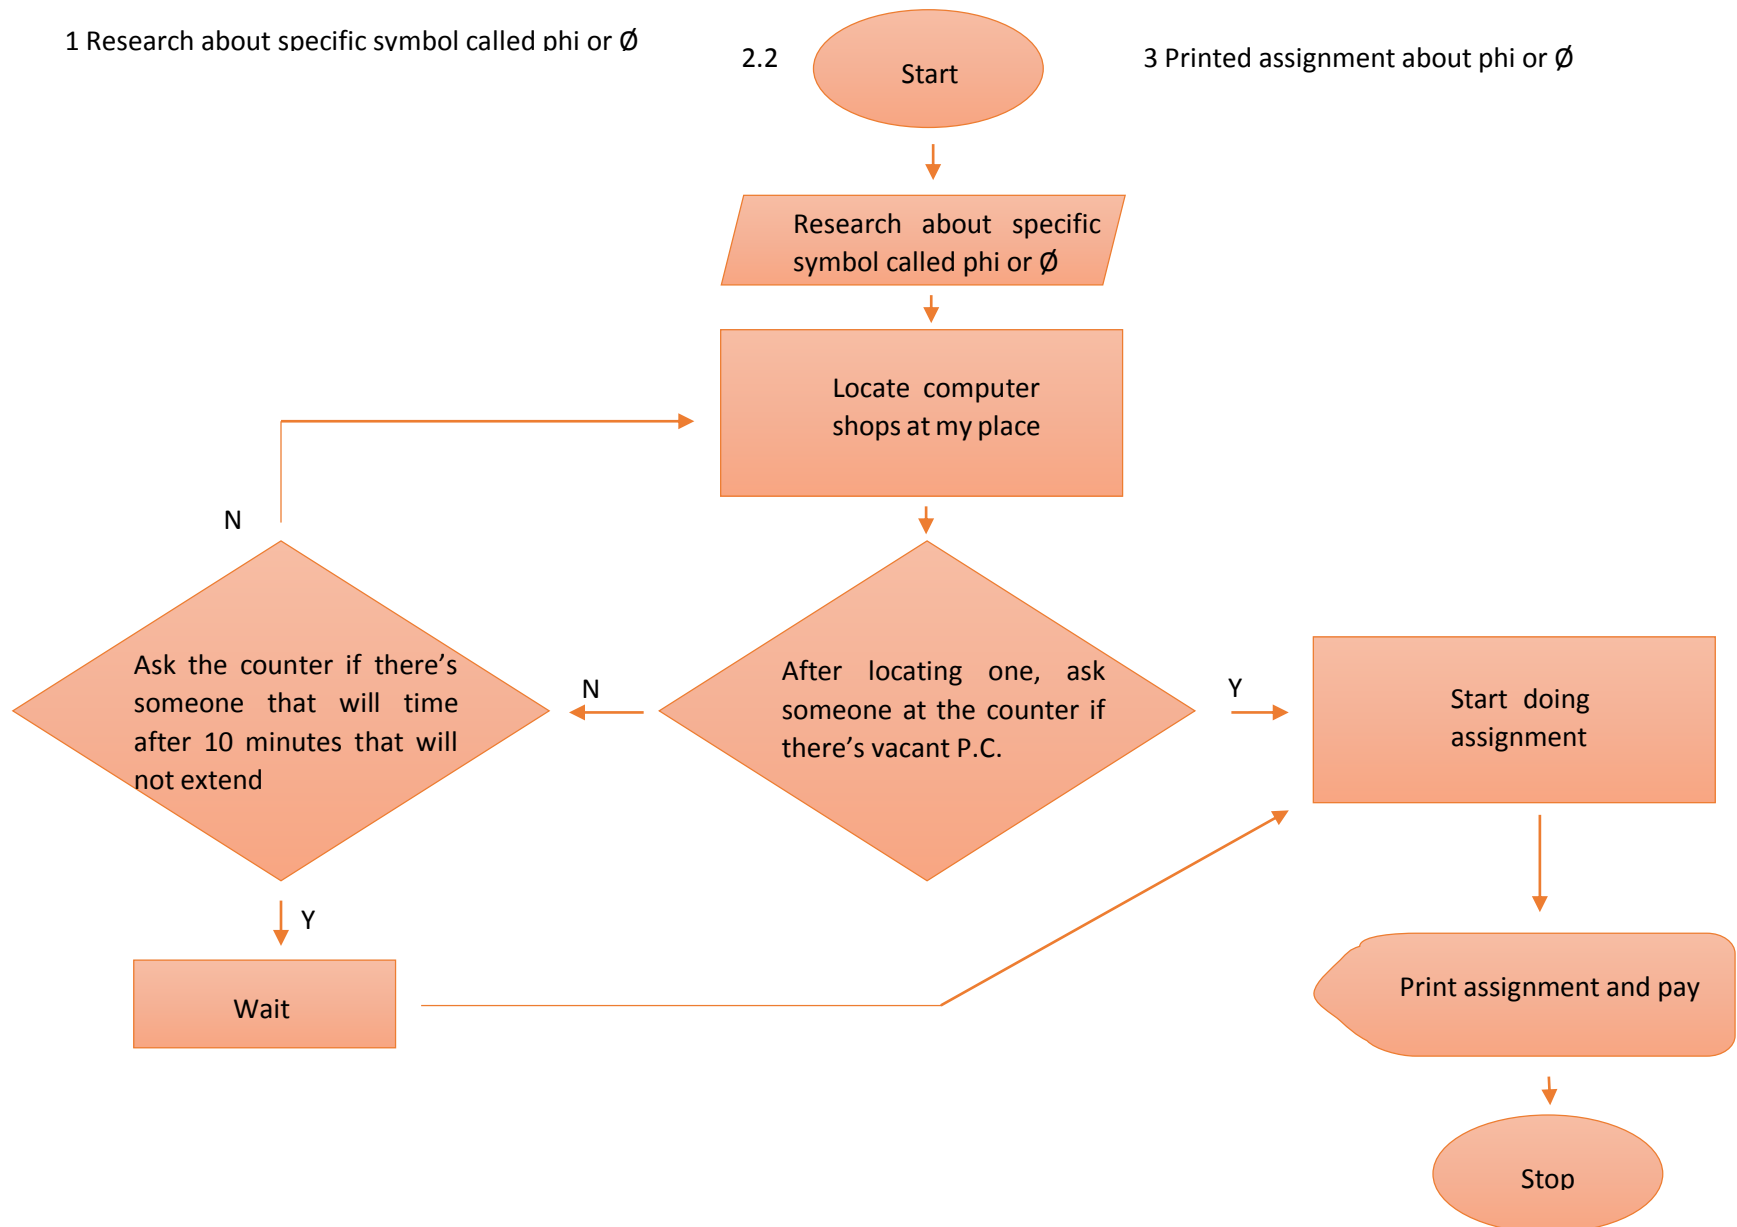 1 Research about specific symbol called phi or Ø
2.2
3 Printed assignment about phi or Ø
Start
Research about specific
symbol called phi or Ø
Locate computer
shops at my place
N
Ask the counter if there’s
someone that will time
after 10 minutes that will
not extend
N
After locating one, ask
someone at the counter if
there’s vacant P.C.
Y
Start doing
assignment
Y
Wait
Print assignment and pay
Stop